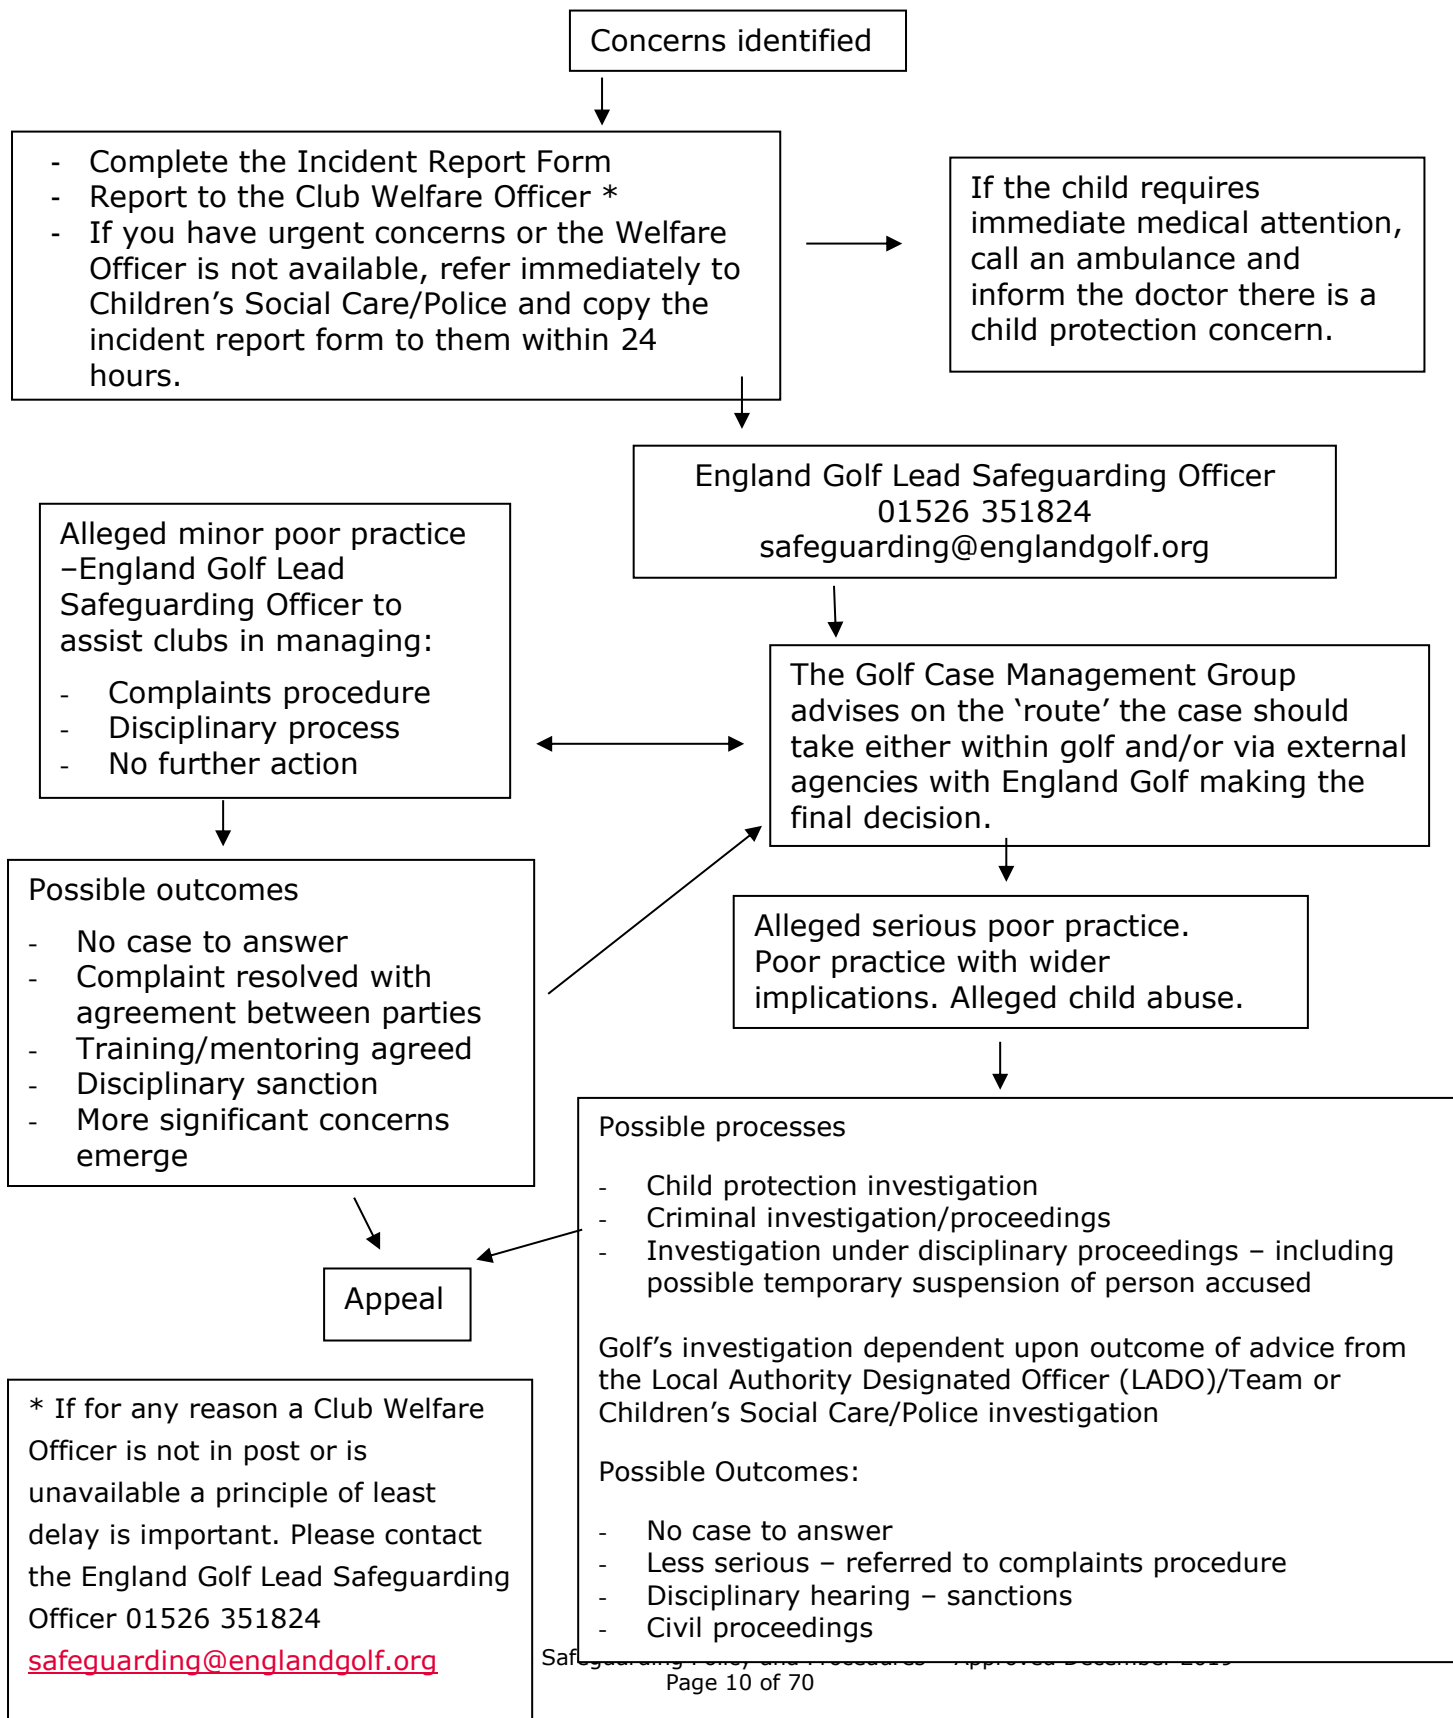 Concerns identified
- Complete the Incident Report Form
- Report to the Club Welfare Officer *
- If you have urgent concerns or the Welfare
Officer is not available, refer immediately to
Children’s Social Care/Police and copy the
incident report form to them within 24
hours.
If the child requires
immediate medical attention,
call an ambulance and
inform the doctor there is a
child protection concern.
England Golf Lead Safeguarding Officer
01526 351824
safeguarding@englandgolf.org
Alleged minor poor practice
–England Golf Lead
Safeguarding Officer to
assist clubs in managing:
- Complaints procedure
- Disciplinary process
- No further action
The Golf Case Management Group
advises on the ‘route’ the case should
take either within golf and/or via external
agencies with England Golf making the
final decision.
Possible outcomes
- No case to answer
- Complaint resolved with
agreement between parties
- Training/mentoring agreed
- Disciplinary sanction
- More significant concerns
emerge
Alleged serious poor practice.
Poor practice with wider
implications. Alleged child abuse.
Possible processes
- Child protection investigation
- Criminal investigation/proceedings
- Investigation under disciplinary proceedings – including
possible temporary suspension of person accused
Golf’s investigation dependent upon outcome of advice from
the Local Authority Designated Officer (LADO)/Team or
Children’s Social Care/Police investigation
Possible Outcomes:
- No case to answer
- Less serious – referred to complaints procedure
- Disciplinary hearing – sanctions
- Civil proceedings
Appeal
* If for any reason a Club Welfare
Officer is not in post or is
unavailable a principle of least
delay is important. Please contact
the England Golf Lead Safeguarding
Officer 01526 351824
safeguarding@englandgolf.org
Safeguarding Policy and Procedures – Approved December 2019
Page 10 of 70